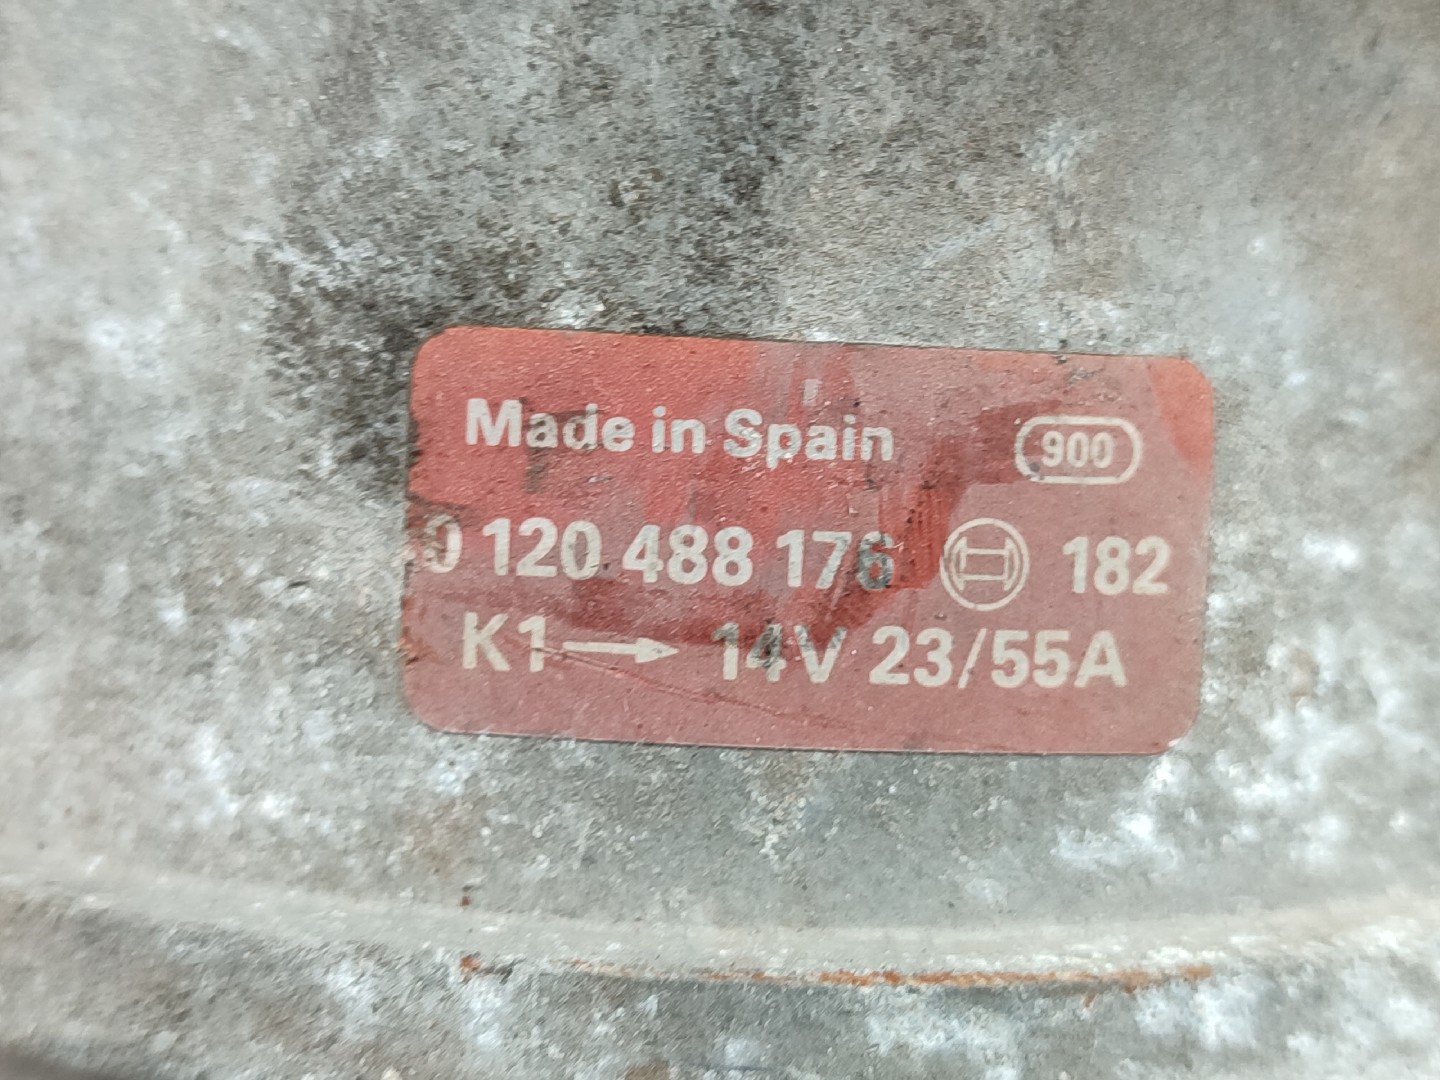 Made in Spain 900
0 120 488 176 182
K1→ 14V 23/55A